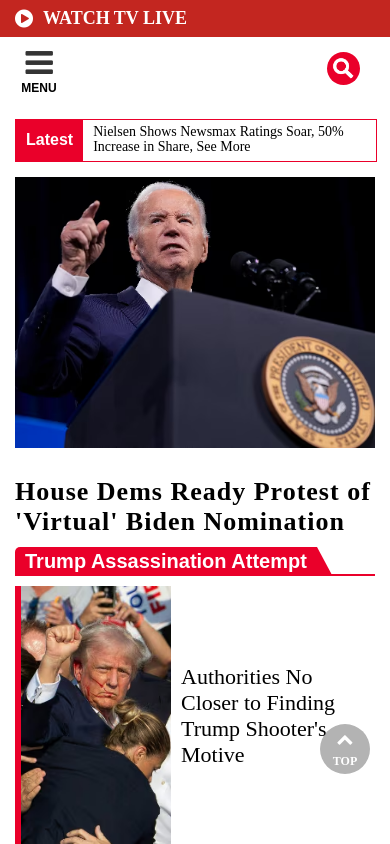 WATCH TV LIVE
MENU
Latest
Nielsen Shows Newsmax Ratings Soar, 50%
Increase in Share, See More
House Dems Ready Protest of
'Virtual' Biden Nomination
Trump Assassination Attempt
Authorities No
Closer to Finding
Trump Shooter's
Motive
TOP